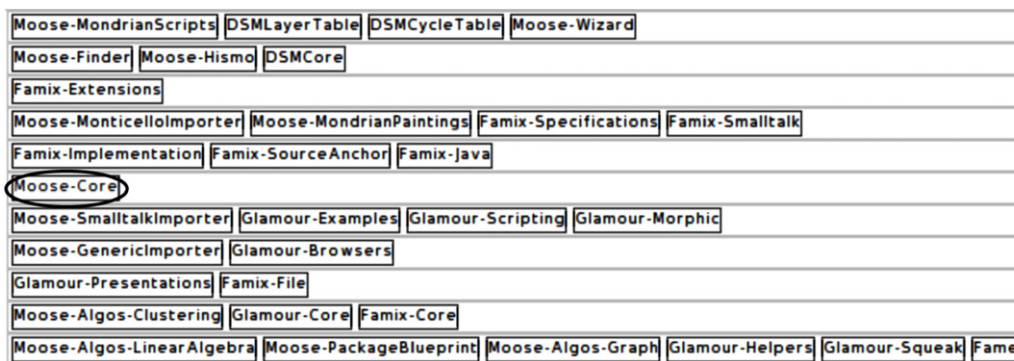 Moose-MondrianScripts DSMLayerTable DSMCycleTable Moose-Wizard
Moose-Finder Moose-Hismo DSMCore
Famix-Extensions
Moose-MonticelloImporter Moose-MondrianPaintings Famix-Specifications Famix-Smalltalk
Famix-Implementation Famix-SourceAnchor Famix-Java
Moose-Core
Moose-SmalltalkImporter Glamour-Examples Glamour-Scripting Glamour-Morphic
Moose-GenericImporter Glamour-Browsers
Glamour-Presentations Famix-File
Moose-Algos-Clustering Glamour-Core Famix-Core
Moose-Algos-LinearAlgebra Moose-PackageBlueprint Moose-Algos-Graph Glamour-Helpers Glamour-Squeak Fame